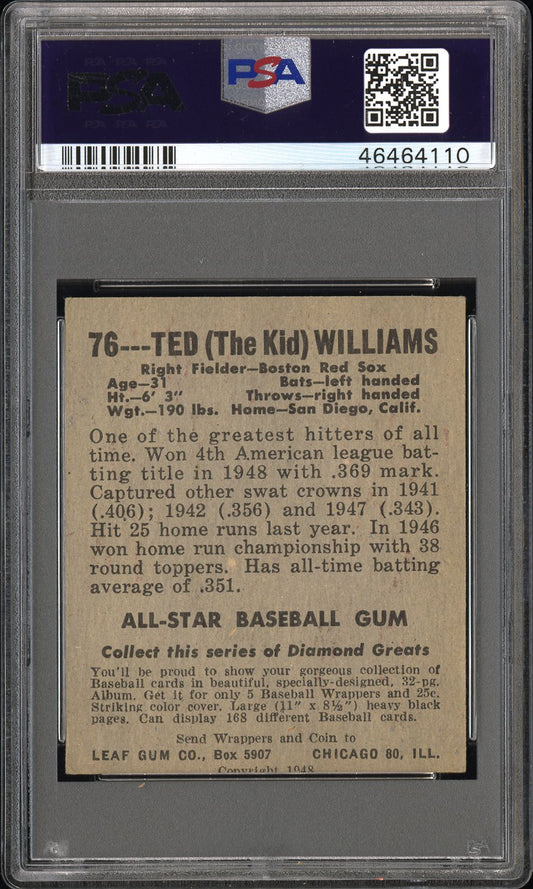 PSA
PSA
46464110
76---TED (The Kid) WILLIAMS
Right Fielder—Boston Red Sox
Age—31 Bats—left handed
Ht.—6' 3" Throws—right handed
Wgt.—190 lbs. Home—San Diego, Calif.
One of the greatest hitters of all
time. Won 4th American league bat-
ting title in 1948 with .369 mark.
Captured other swat crowns in 1941
(.406); 1942 (.356) and 1947 (.343).
Hit 25 home runs last year. In 1946
won home run championship with 38
round toppers. Has all-time batting
average of .351.
ALL-STAR BASEBALL GUM
Collect this series of Diamond Greats
You'll be proud to show your gorgeous collection of
Baseball cards in beautiful, specially-designed, 32-pg.
Album. Get it for only 5 Baseball Wrappers and 25c.
Striking color cover. Large (11" x 8½") heavy black
pages. Can display 168 different Baseball cards.
Send Wrappers and Coin to
LEAF GUM CO., Box 5907 CHICAGO 80, ILL.
Copyright 1948